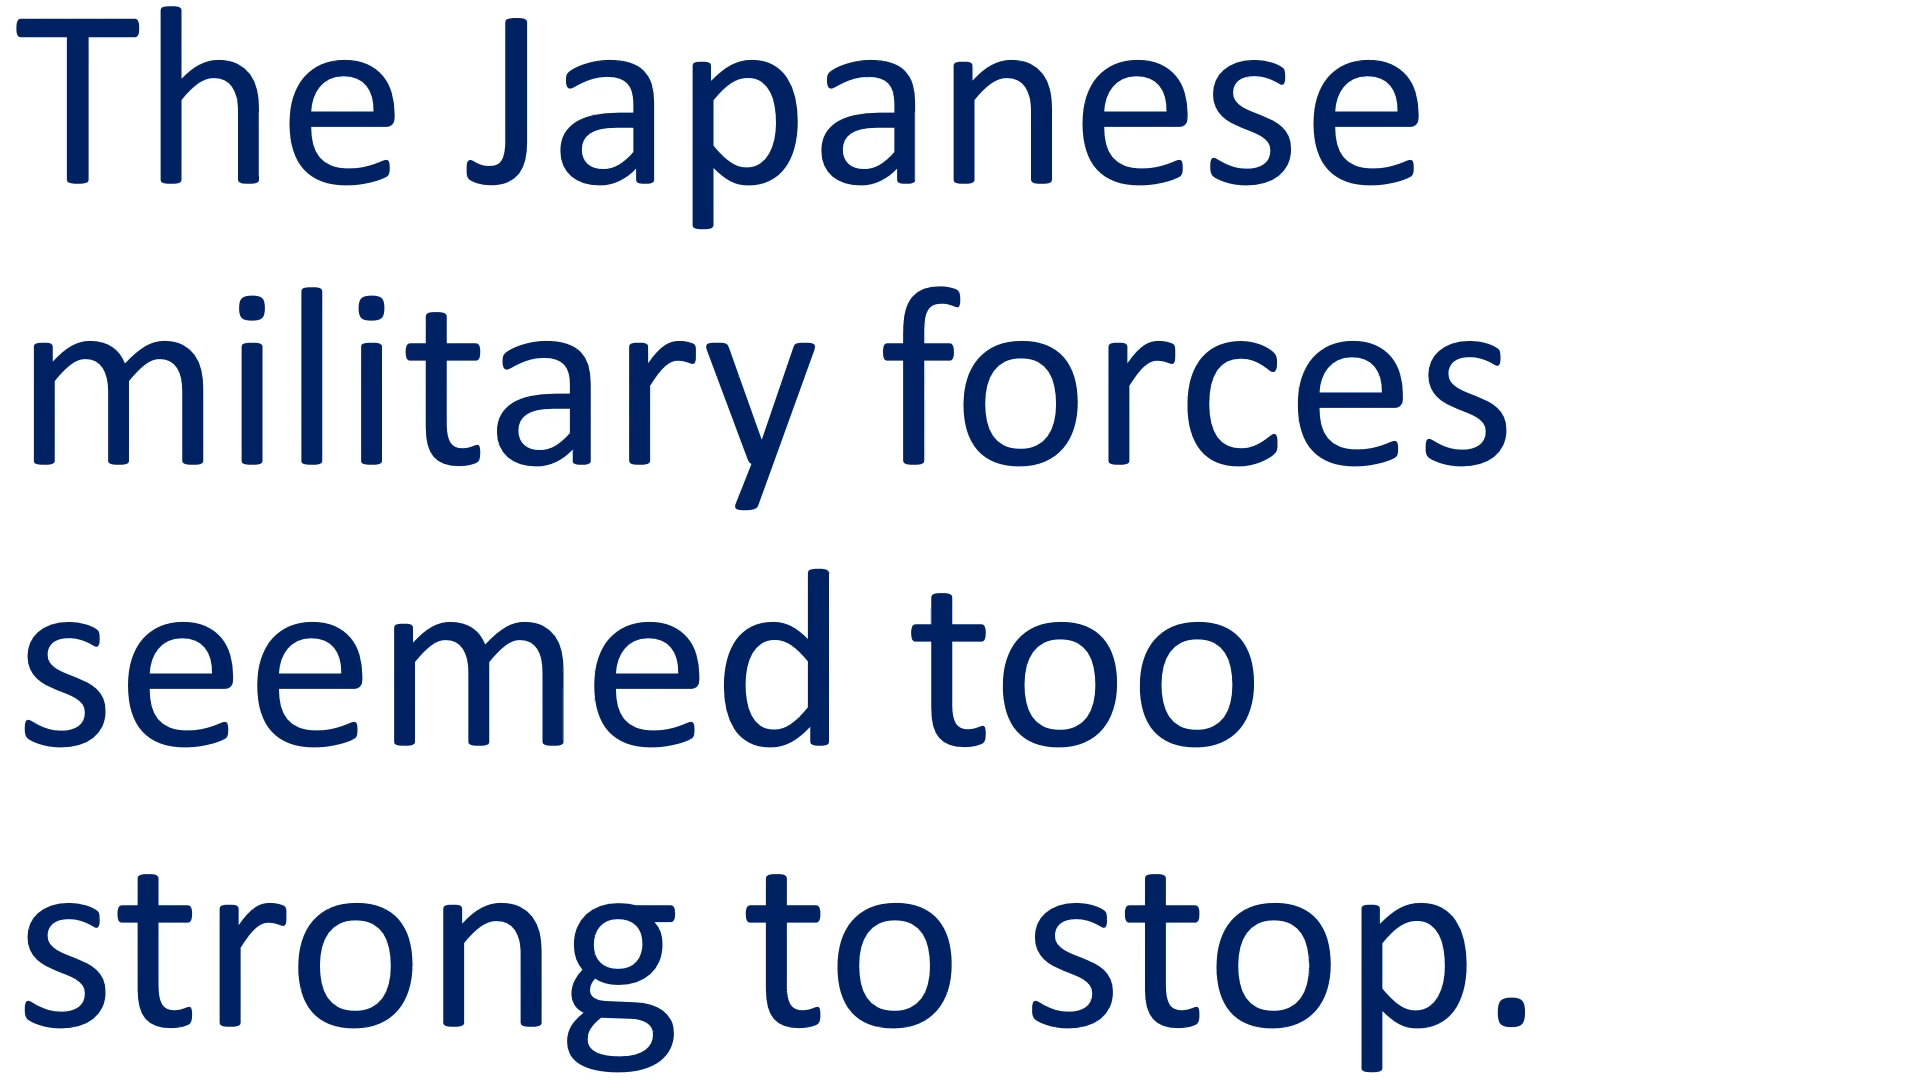 The Japanese
military forces
seemed too
strong to stop.